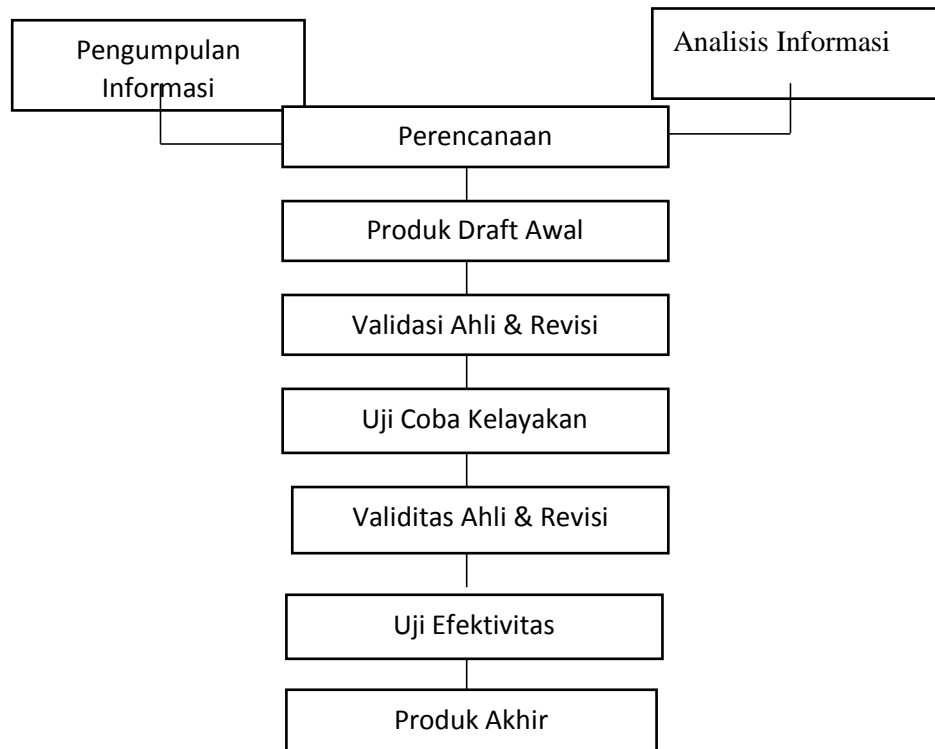 Pengumpulan
Informasi
Analisis Informasi
Perencanaan
Produk Draft Awal
Validasi Ahli & Revisi
Uji Coba Kelayakan
Validitas Ahli & Revisi
Uji Efektivitas
Produk Akhir